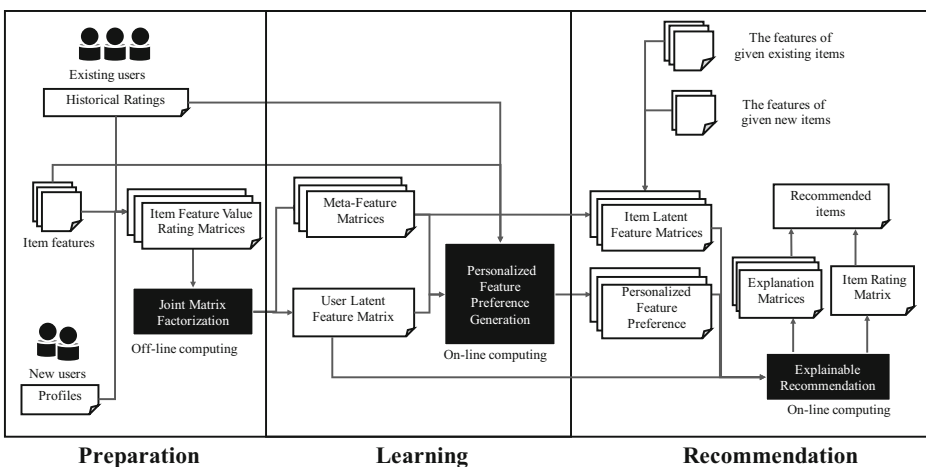 Existing users
Historical Ratings
Item features
Item Feature Value
Rating Matrices
Joint Matrix
Factorization
Off-line computing
New users
Profiles
Preparation
Meta-Feature
Matrices
User Latent
Feature Matrix
Personalized
Feature
Preference
Generation
On-line computing
Learning
The features of
given existing items
The features of
given new items
Item Latent
Feature Matrices
Personalized
Feature
Preference
Recommended
items
Explanation
Matrices
Item Rating
Matrix
Explainable
Recommendation
On-line computing
Recommendation